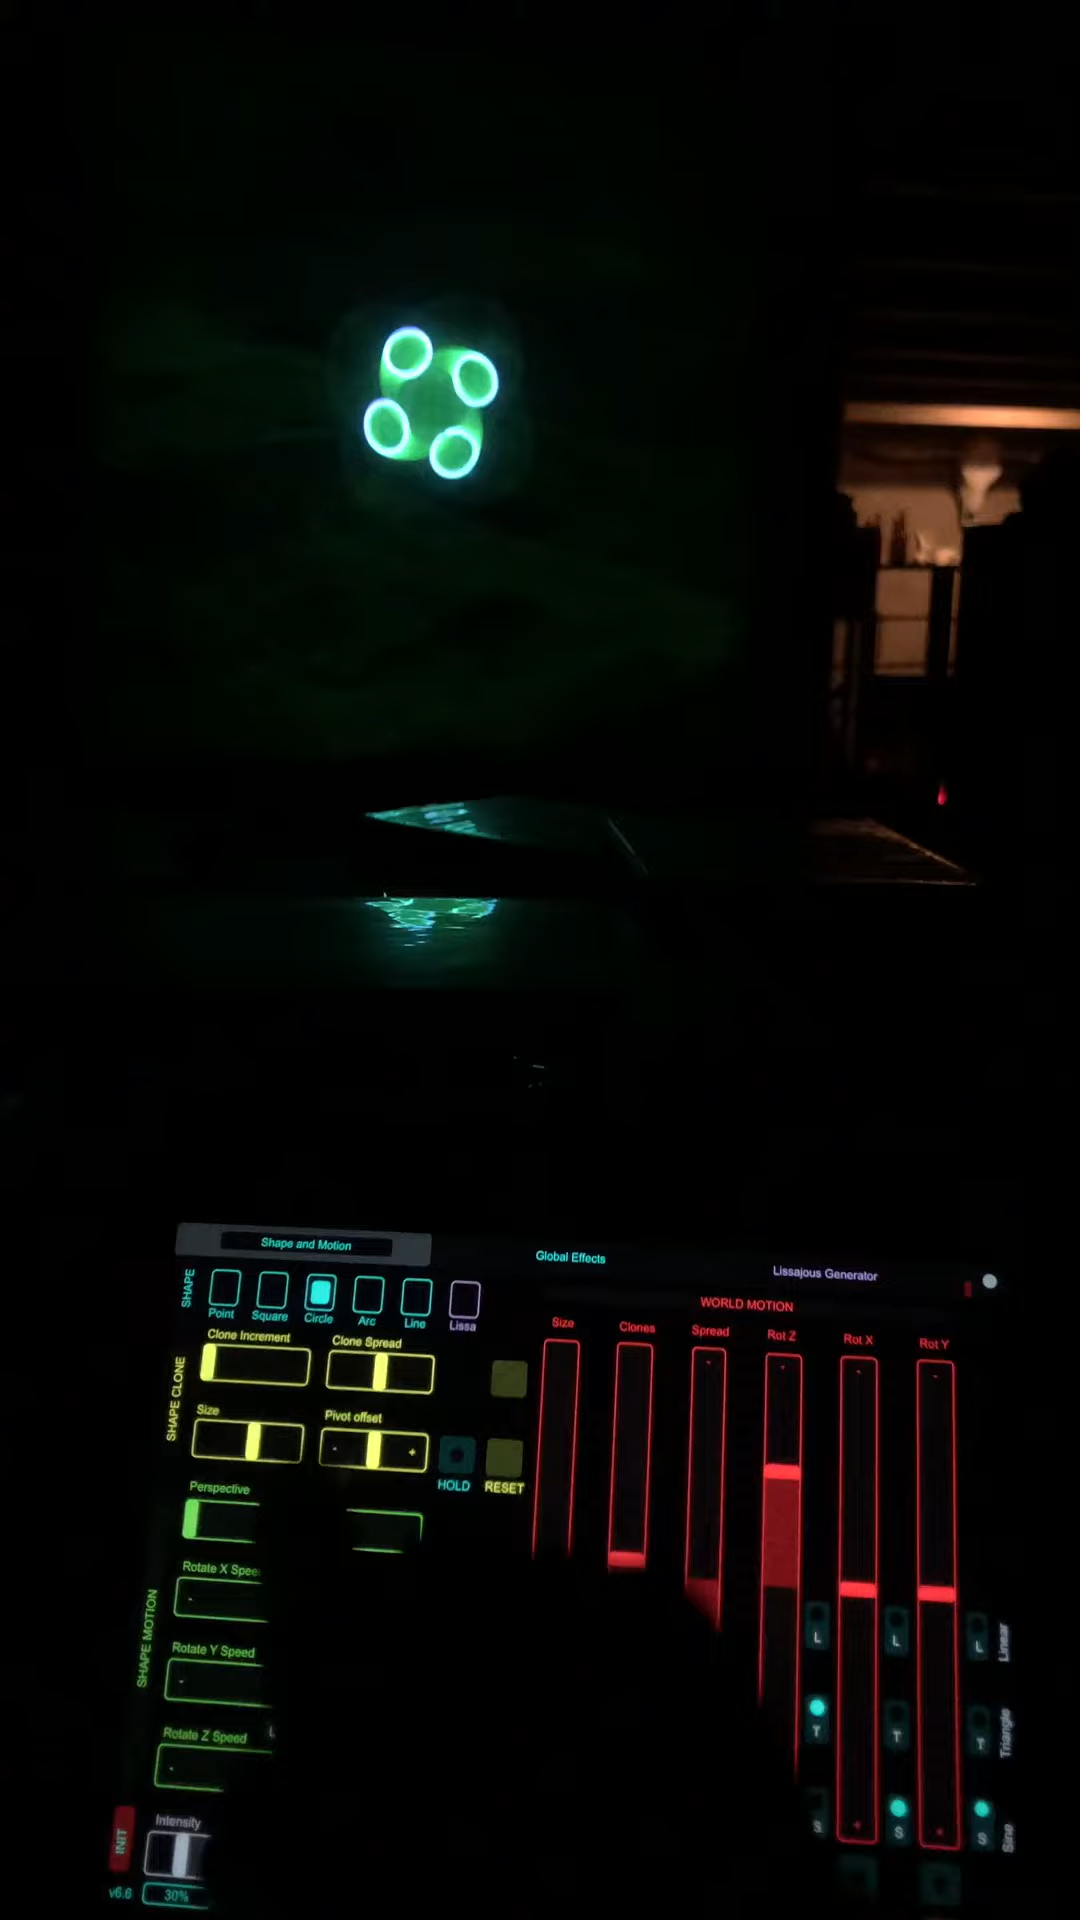 Shape and Motion
Global Effects
Lissajous Generator
SHAPE
Point
Square
Circle
Arc
Line
Lissa
WORLD MOTION
Size
Clones
Spread
Rot Z
Rot X
Rot Y
SHAPE CLONE
Clone Increment
Clone Spread
Size
Pivot offset
- +
HOLD
RESET
SHAPE MOTION
Perspective
Rotate X Spee
Rotate Y Speed
Rotate Z Speed
L
L
L
Linear
T
T
T
Triangle
S
S
S
Sine
INIT
Intensity
v6.6
30%